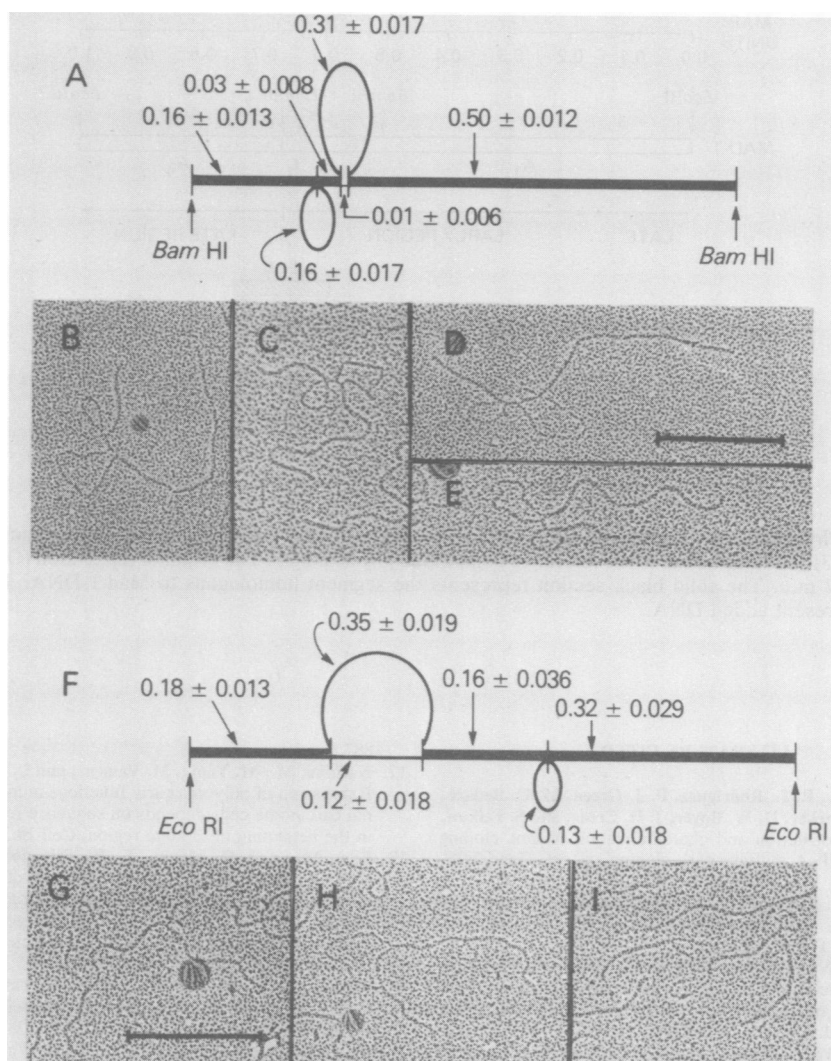 0.31 ± 0.017
A
0.03 ± 0.008
0.16 ± 0.013
0.50 ± 0.012
0.01 ± 0.006
Bam HI
0.16 ± 0.017
Bam HI
B
C
D
E
0.35 ± 0.019
F
0.18 ± 0.013
0.16 ± 0.036
0.32 ± 0.029
0.12 ± 0.018
Eco RI
0.13 ± 0.018
Eco RI
G
H
I